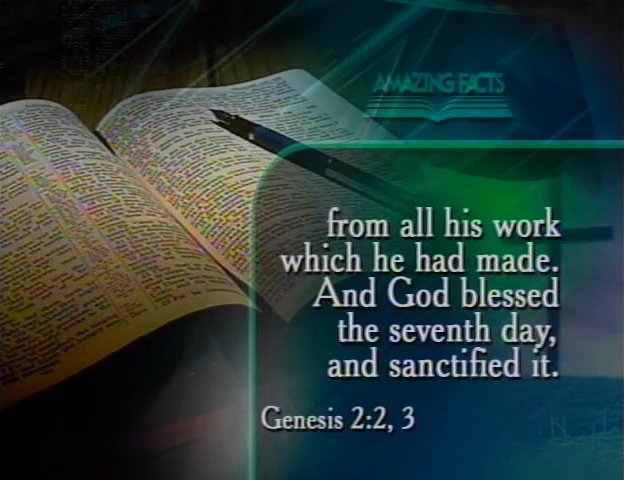 AMAZING FACTS
from all his work
which he had made.
And God blessed
the seventh day,
and sanctified it.
Genesis 2:2, 3